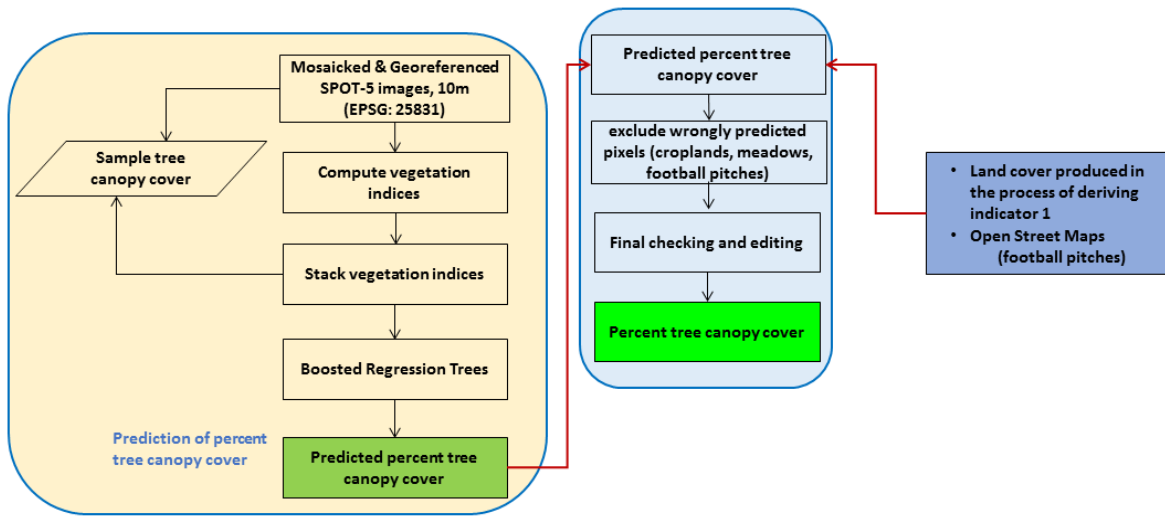 Mosaicked & Georeferenced
SPOT-5 images, 10m
(EPSG: 25831)
Sample tree
canopy cover
Compute vegetation
indices
Stack vegetation indices
Boosted Regression Trees
Prediction of percent
tree canopy cover
Predicted percent tree
canopy cover
Predicted percent tree
canopy cover
exclude wrongly predicted
pixels (croplands, meadows,
football pitches)
Final checking and editing
Percent tree canopy cover
• Land cover produced in
the process of deriving
indicator 1
• Open Street Maps
(football pitches)